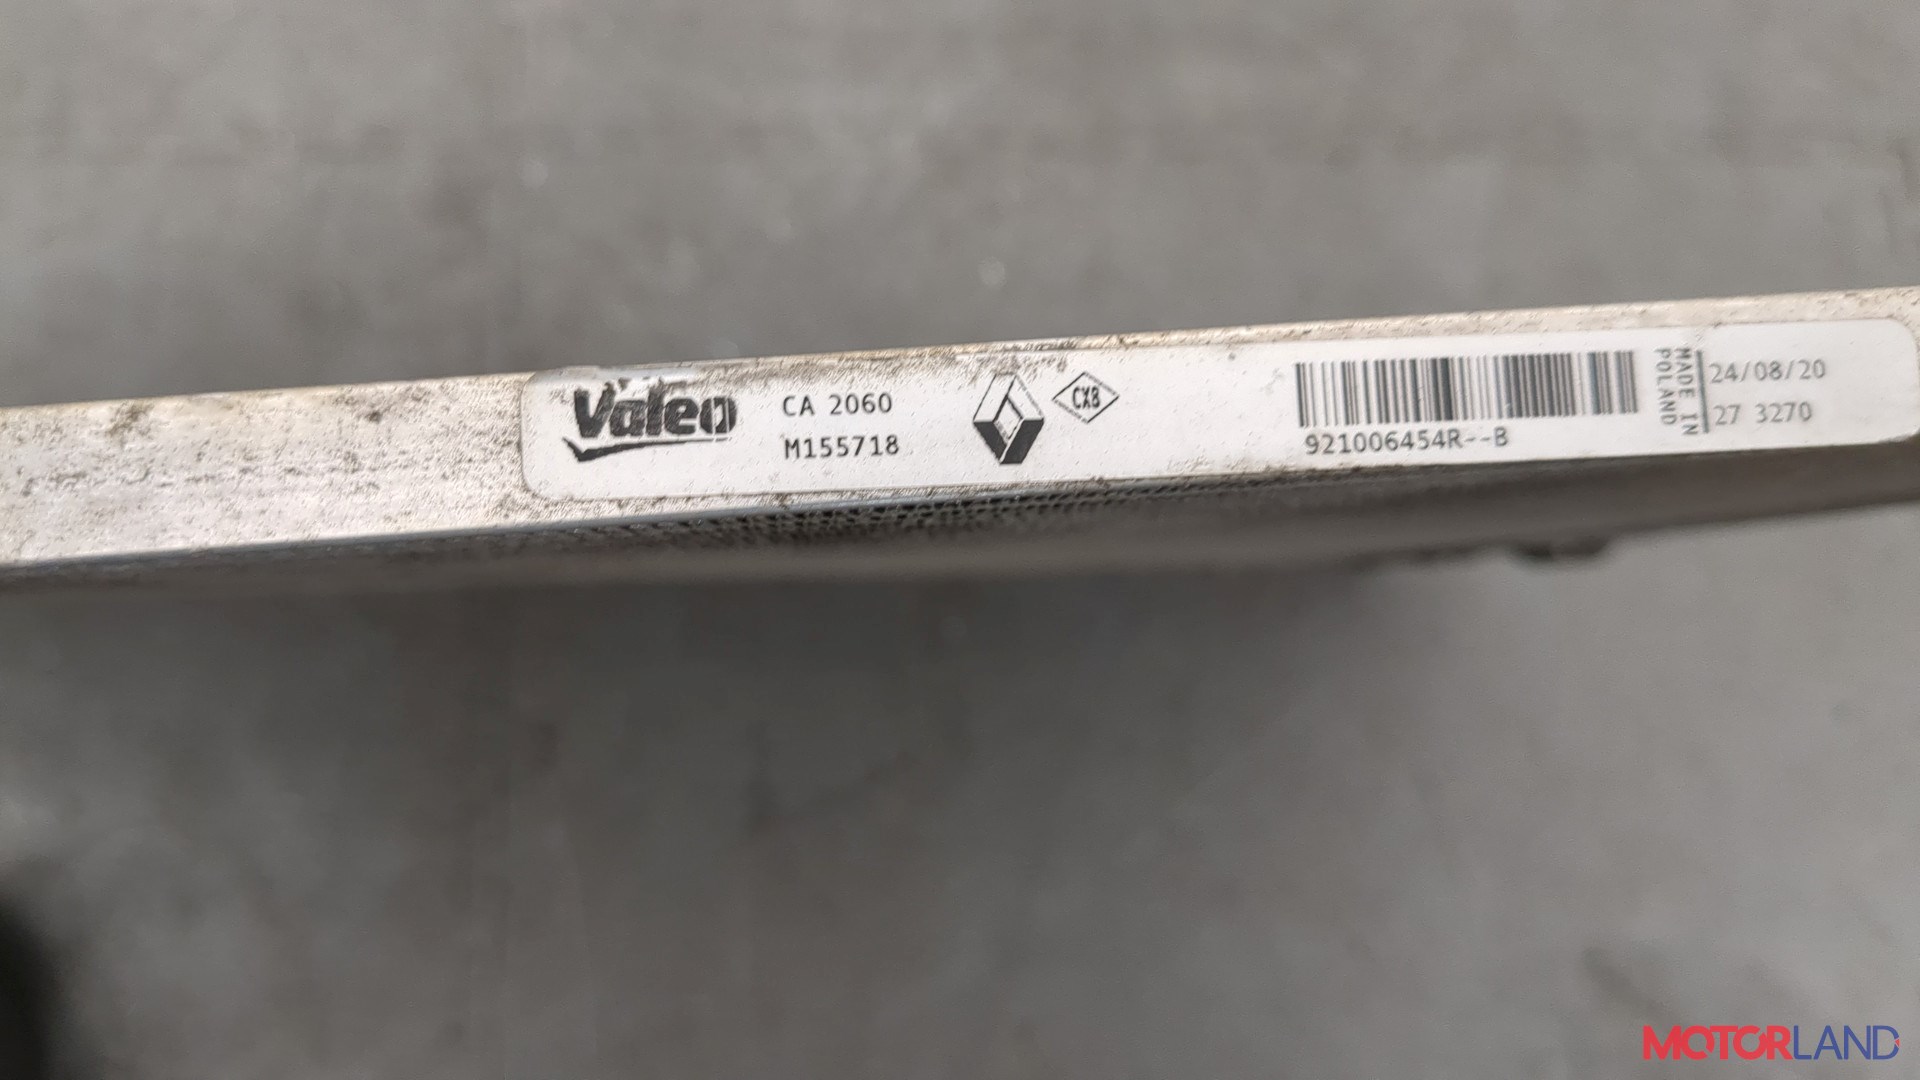 Valeo
CA 2060
M155718
CX8
921006454R--B
MADE IN
POLAND
24/08/20
27 3270
MOTORLAND